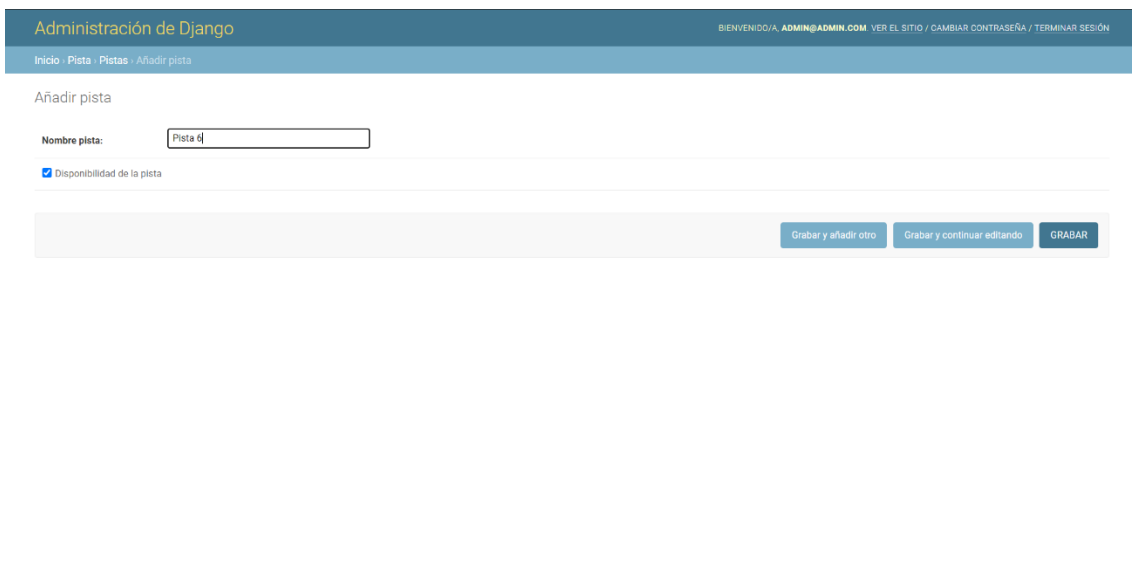 Administración de Django
BIENVENIDO/A, ADMIN@ADMIN.COM. VER EL SITIO / CAMBIAR CONTRASEÑA / TERMINAR SESIÓN
Inicio › Pista › Pistas › Añadir pista
Añadir pista
Nombre pista: Pista 6
Disponibilidad de la pista
Grabar y añadir otro Grabar y continuar editando GRABAR